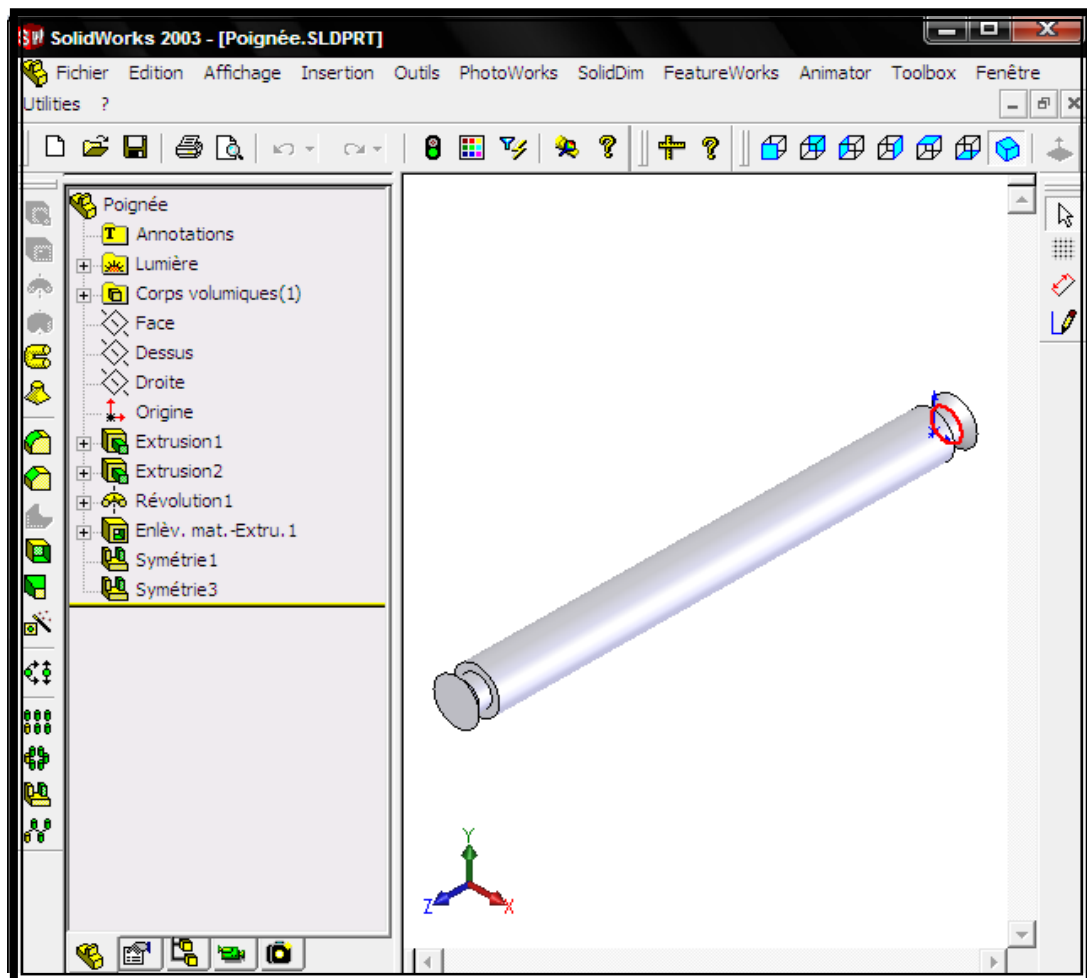 SW SolidWorks 2003 - [Poignée.SLDPRT]
Fichier Edition Affichage Insertion Outils PhotoWorks SolidDim FeatureWorks Animator Toolbox Fenêtre
Utilities ?
Poignée
Annotations
Lumière
Corps volumiques(1)
Face
Dessus
Droite
Origine
Extrusion1
Extrusion2
Révolution1
Enlèv. mat.-Extru.1
Symétrie1
Symétrie3
Y
Z X